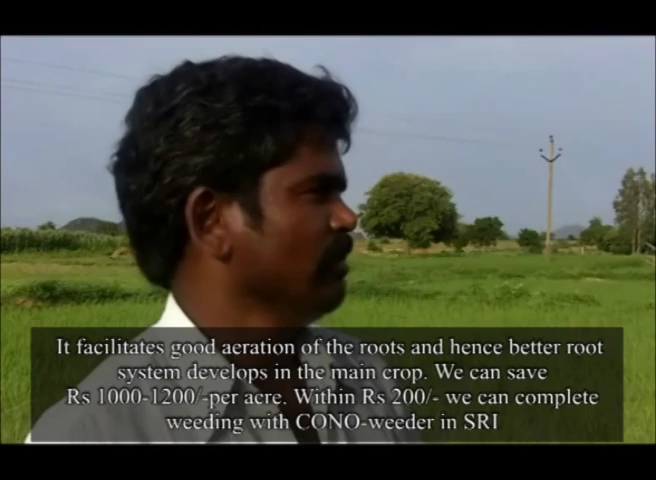 It facilitates good aeration of the roots and hence better root
system develops in the main crop. We can save
Rs 1000-1200/-per acre. Within Rs 200/- we can complete
weeding with CONO-weeder in SRI